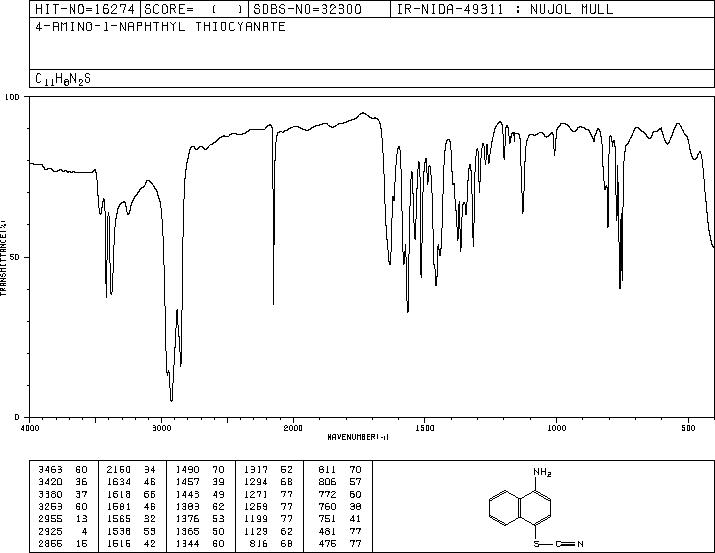 HIT-NO=16274 SCORE= ( ) SDBS-NO=32300 IR-NIDA-49311 : NUJOL MULL
4-AMINO-1-NAPHTHYL THIOCYANATE
C11H8N2S
100
50
0
TRANSMITTANCE(%)
4000 3000 2000 1500 1000 500
WAVENUMBER(-1)
3463 60 2160 34 1490 70 1317 52 811 70
3420 36 1634 46 1457 39 1294 68 806 57
3380 37 1618 66 1443 49 1271 77 772 60
3253 60 1581 46 1389 62 1259 77 760 38
2955 13 1565 32 1376 53 1199 77 751 41
2925 4 1538 53 1365 50 1129 62 481 77
2855 15 1515 42 1344 60 816 68 475 77
NH2
S—C≡N